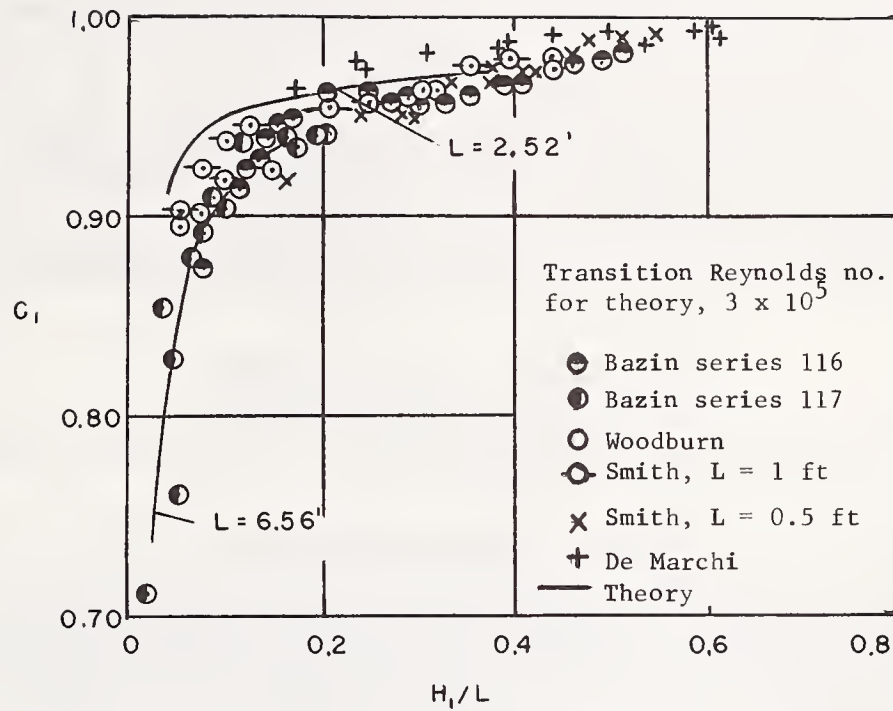 1.00
0.90
0.80
0.70
C₁
0
0.2
0.4
0.6
0.8
H₁/L
L = 2.52'
L = 6.56'
Transition Reynolds no.
for theory, 3 x 10⁵
Bazin series 116
Bazin series 117
Woodburn
Smith, L = 1 ft
Smith, L = 0.5 ft
De Marchi
Theory